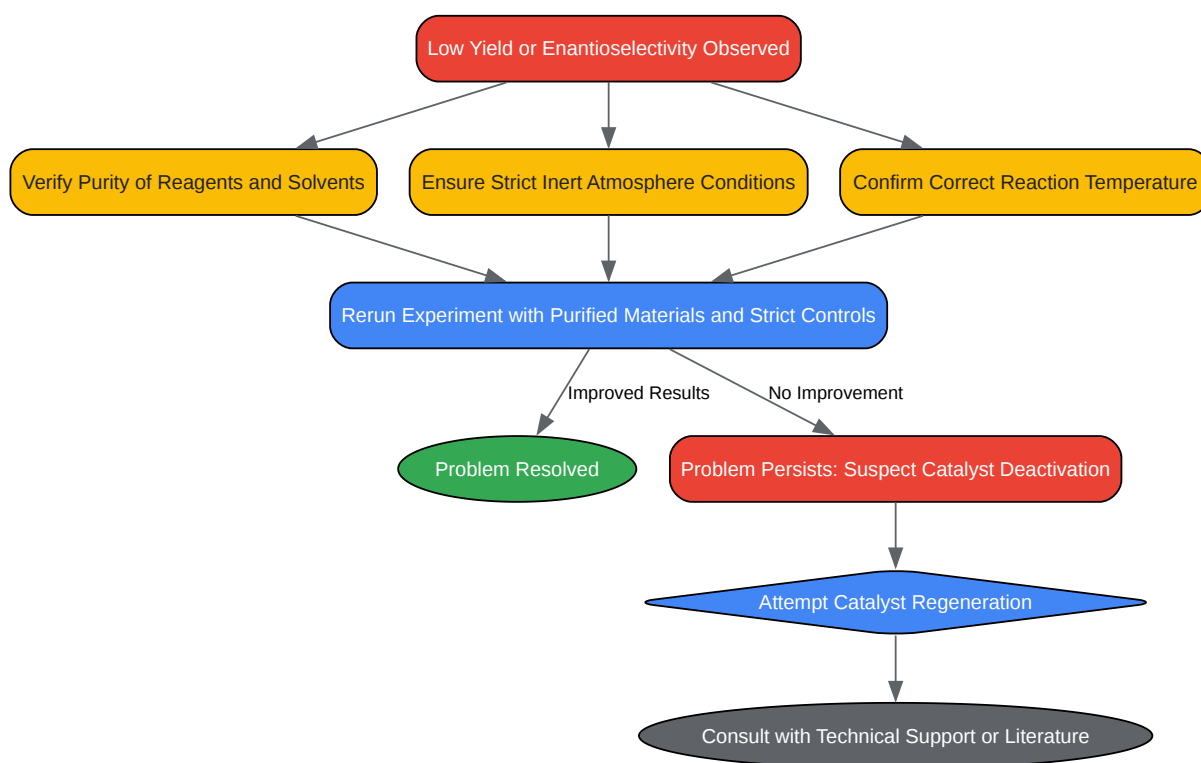 Low Yield or Enantioselectivity Observed
Verify Purity of Reagents and Solvents
Ensure Strict Inert Atmosphere Conditions
Confirm Correct Reaction Temperature
Rerun Experiment with Purified Materials and Strict Controls
Improved Results
No Improvement
Problem Resolved
Problem Persists: Suspect Catalyst Deactivation
Attempt Catalyst Regeneration
Consult with Technical Support or Literature